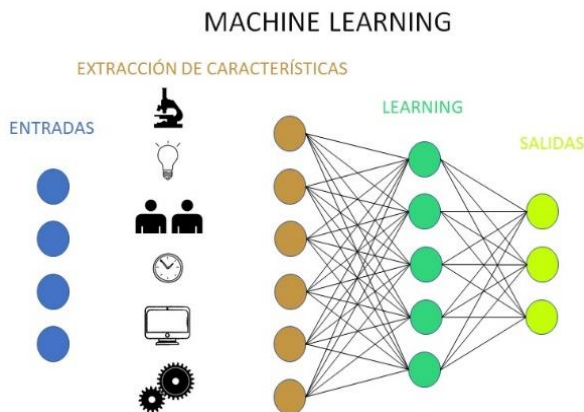 MACHINE LEARNING
EXTRACCIÓN DE CARACTERÍSTICAS
ENTRADAS
LEARNING
SALIDAS